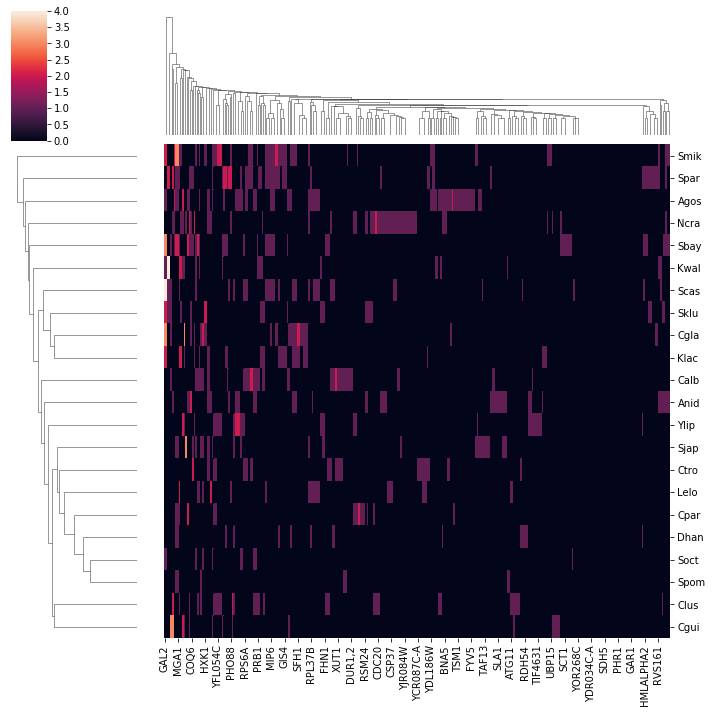 4.0
3.5
3.0
2.5
2.0
1.5
1.0
0.5
0.0
Smik
Spar
Agos
Ncra
Sbay
Kwal
Scas
Sklu
Cgla
Klac
Calb
Anid
Ylip
Sjap
Ctro
Lelo
Cpar
Dhan
Soct
Spom
Clus
Cgui
GAL2
MGA1
COQ6
HXK1
YFL054C
PHO88
RPS6A
PRB1
MIP6
GIS4
SFH1
RPL37B
FHN1
XUT1
DUR1,2
RSM24
CDC20
CSP37
YJR084W
YCR087C-A
YDL186W
BNA5
TSM1
FYV5
TAF13
SLA1
ATG11
RDH54
TIF4631
UBP15
SCT1
YOR268C
YDR034C-A
SDH5
PHR1
GAR1
HMLALPHA2
RVS161